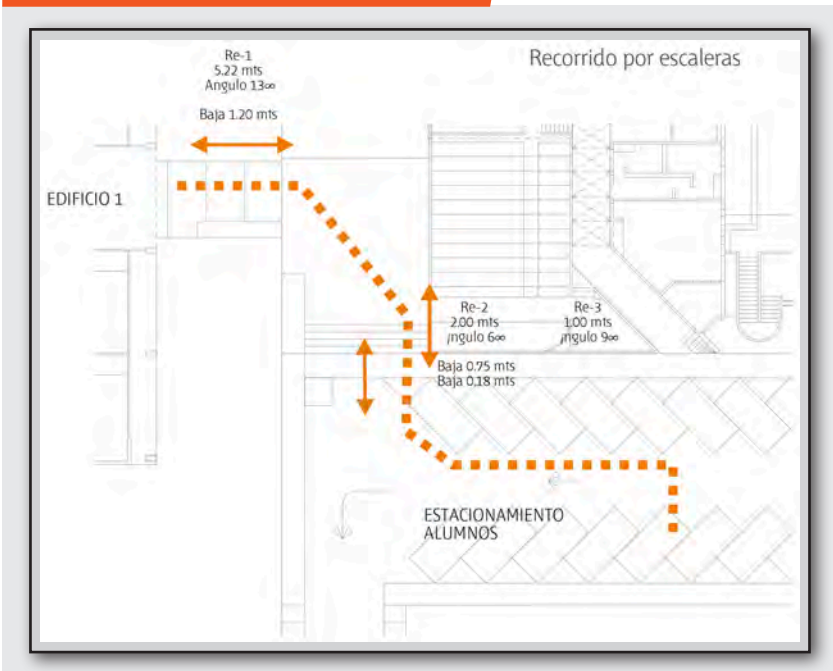 Re-1
5.22 mts
Angulo 13∞
Baja 1.20 mts
Recorrido por escaleras
EDIFICIO 1
Re-2
2.00 mts
¡ngulo 6∞
Re-3
1.00 mts
¡ngulo 9∞
Baja 0.75 mts
Baja 0.18 mts
ESTACIONAMIENTO
ALUMNOS